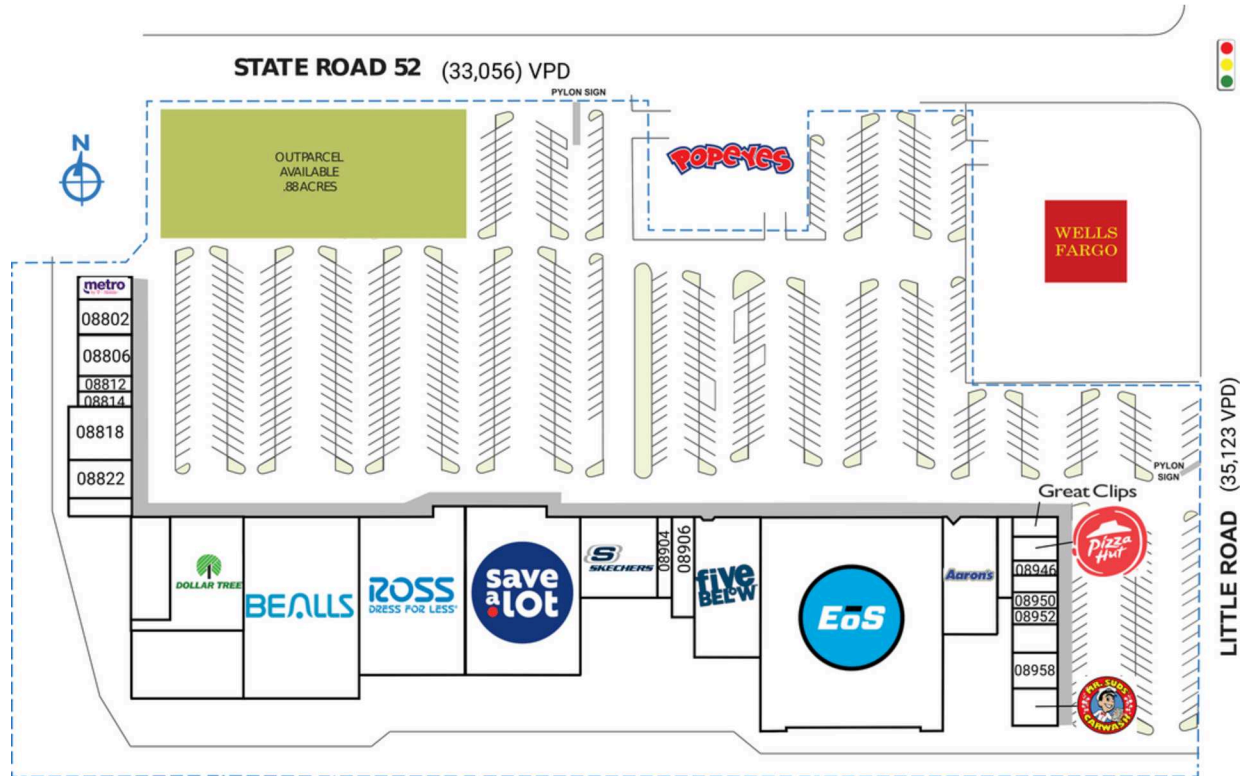 STATE ROAD 52 (33,056) VPD
PYLON SIGN
N
OUTPARCEL
AVAILABLE
.88 ACRES
POPEYES
WELLS
FARGO
metro
08802
08806
08812
08814
08818
08822
LITTLE ROAD (35,123 VPD)
PYLON
SIGN
Great Clips
Pizza
Hut
DOLLAR TREE
BEALLS
ROSS
DRESS FOR LESS
save
a
lot
S
SKECHERS
08904
08906
five
BELOW
EōS
Aaron's
08946
08950
08952
08958
MR. SUDS
CARWASH